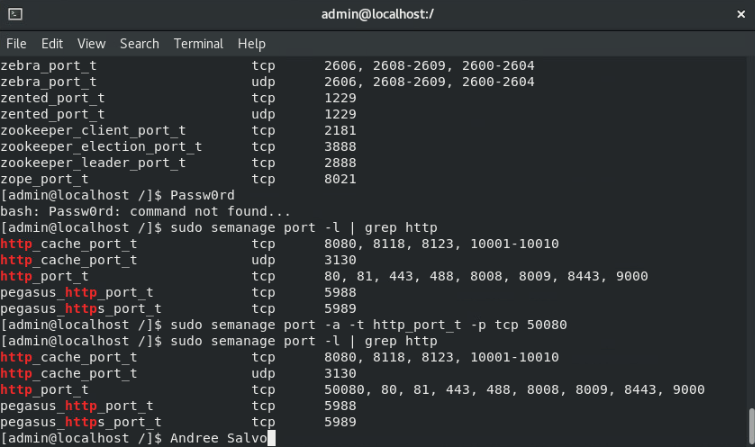 admin@localhost:/
File Edit View Search Terminal Help
zebra_port_t tcp 2606, 2608-2609, 2600-2604
zebra_port_t udp 2606, 2608-2609, 2600-2604
zented_port_t tcp 1229
zented_port_t udp 1229
zookeeper_client_port_t tcp 2181
zookeeper_election_port_t tcp 3888
zookeeper_leader_port_t tcp 2888
zope_port_t tcp 8021
[admin@localhost /]$ Passw0rd
bash: Passw0rd: command not found...
[admin@localhost /]$ sudo semanage port -l | grep http
http_cache_port_t tcp 8080, 8118, 8123, 10001-10010
http_cache_port_t udp 3130
http_port_t tcp 80, 81, 443, 488, 8008, 8009, 8443, 9000
pegasus_http_port_t tcp 5988
pegasus_https_port_t tcp 5989
[admin@localhost /]$ sudo semanage port -a -t http_port_t -p tcp 50080
[admin@localhost /]$ sudo semanage port -l | grep http
http_cache_port_t tcp 8080, 8118, 8123, 10001-10010
http_cache_port_t udp 3130
http_port_t tcp 50080, 80, 81, 443, 488, 8008, 8009, 8443, 9000
pegasus_http_port_t tcp 5988
pegasus_https_port_t tcp 5989
[admin@localhost /]$ Andree Salvo